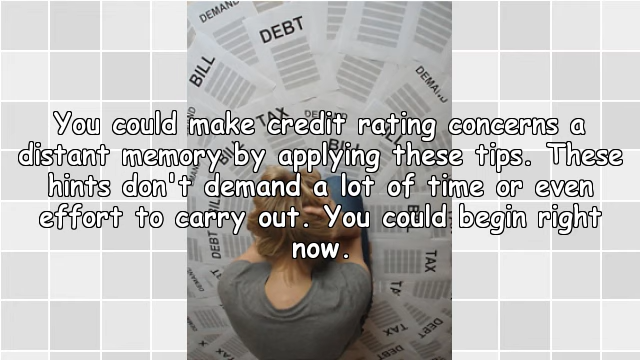 DEMAND
DEBT
BILL
DEMAND
TAX
You could make credit rating concerns a
distant memory by applying these tips. These
hints don't demand a lot of time or even
effort to carry out. You could begin right
now.
BILL
DEBT
TAX
TAX
DEBT